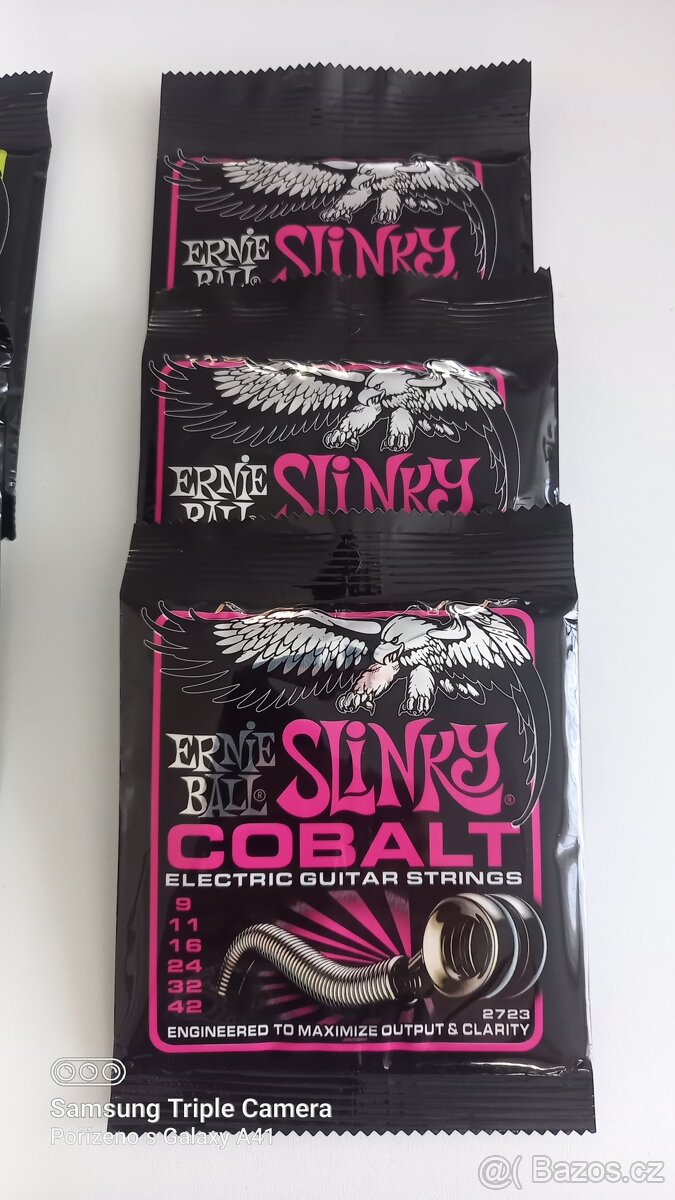 ERNIE SLINKY
BALL®
ERNIE SLINKY
BALL
ERNIE SLINKY®
BALL®
COBALT
ELECTRIC GUITAR STRINGS
9
11
16
24
32
42
2723
ENGINEERED TO MAXIMIZE OUTPUT & CLARITY
Samsung Triple Camera
Pořízeno s Galaxy A41
@( Bazos.cz